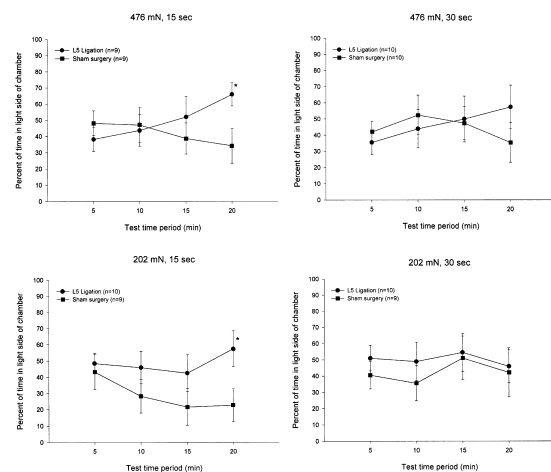 476 mN, 15 sec
Percent of time in light side of chamber
100
90
80
70
60
50
40
30
20
10
0
L5 Ligation (n=9)
Sham surgery (n=9)
*
5 10 15 20
Test time period (min)
476 mN, 30 sec
Percent of time in light side of chamber
100
90
80
70
60
50
40
30
20
10
0
L5 Ligation (n=10)
Sham surgery (n=10)
5 10 15 20
Test time period (min)
202 mN, 15 sec
Percent of time in light side of chamber
100
90
80
70
60
50
40
30
20
10
0
L5 Ligation (n=10)
Sham surgery (n=9)
*
5 10 15 20
Test time period (min)
202 mN, 30 sec
Percent of time in light side of chamber
100
90
80
70
60
50
40
30
20
10
0
L5 Ligation (n=10)
Sham surgery (n=9)
5 10 15 20
Test time period (min)